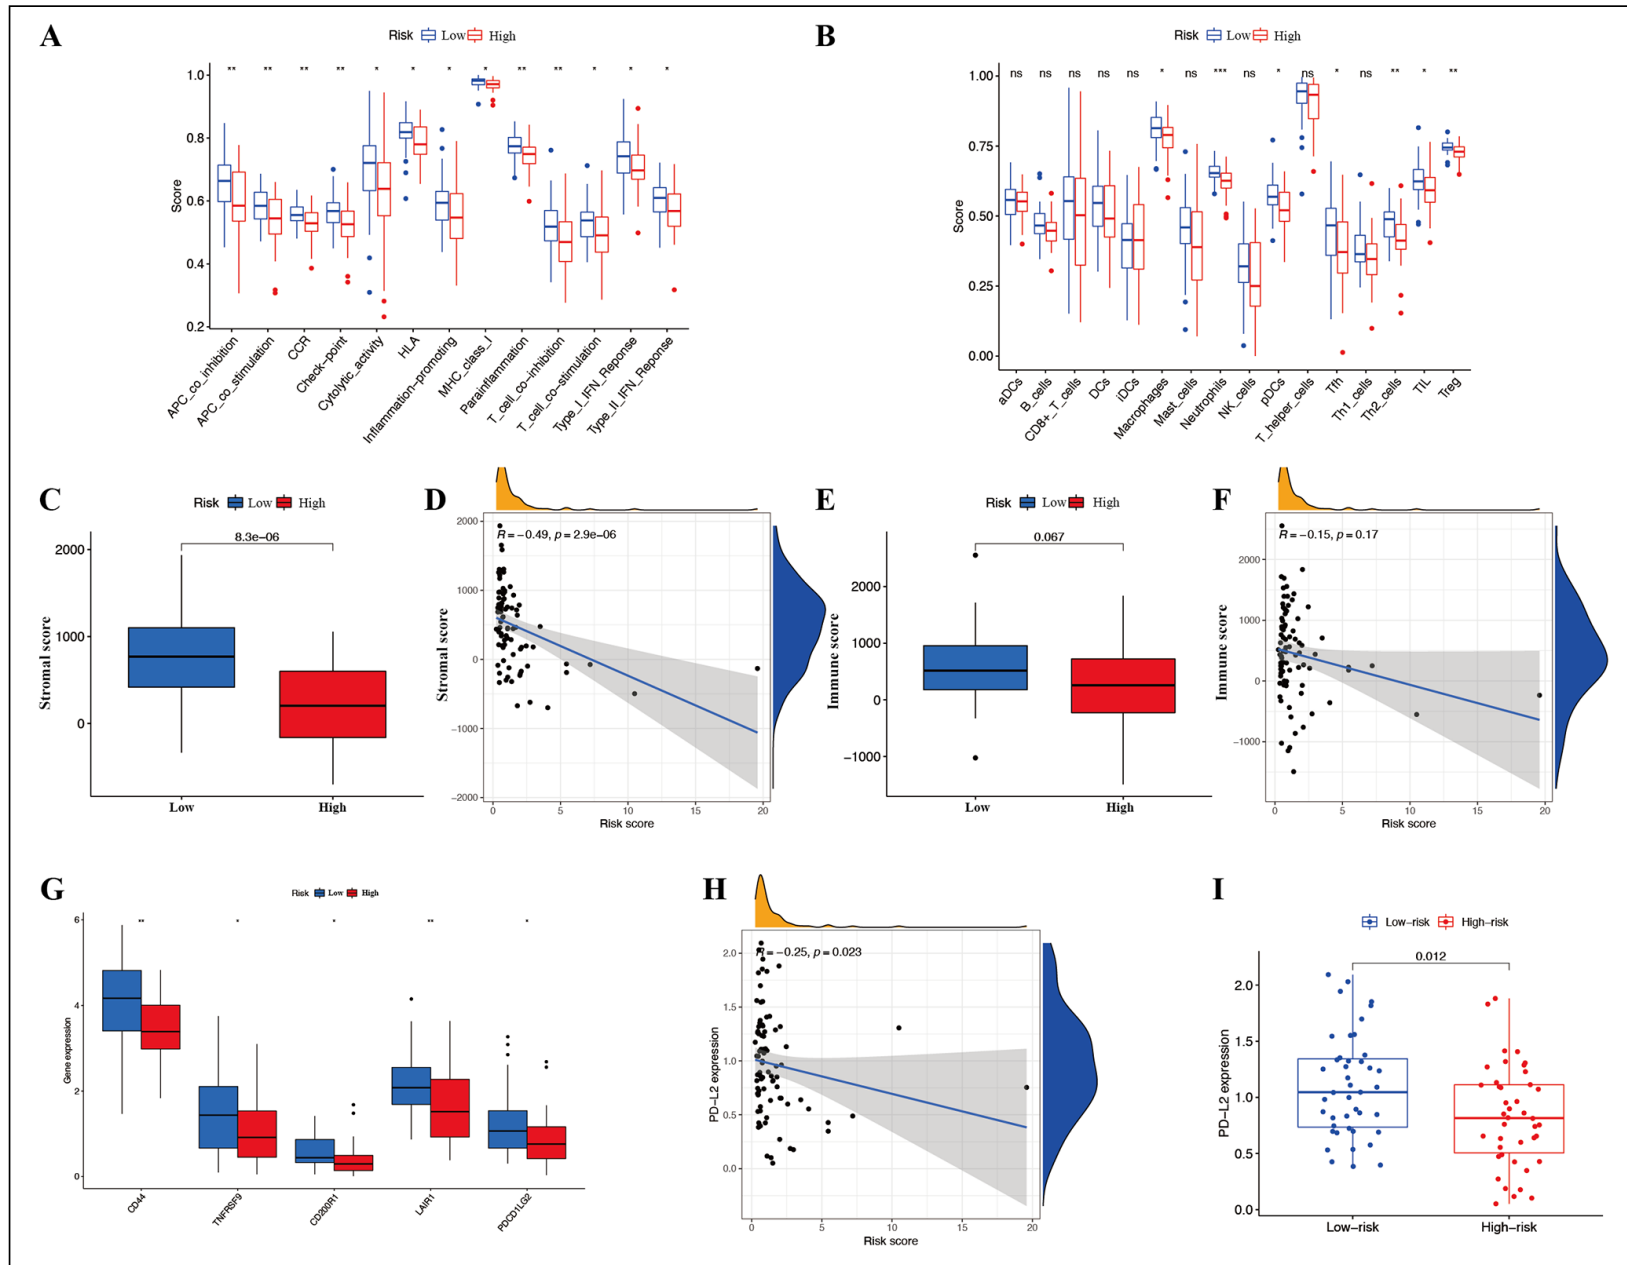 A
Risk Low High
** ** ** ** * * * * ** ** * * *
Score
1.0
0.8
0.6
0.4
0.2
APC_co_inhibition
APC_co_stimulation
CCR
Check-point
Cytolytic_activity
HLA
Inflammation-promoting
MHC_class_I
Parainflammation
T_cell_co-inhibition
T_cell_co-stimulation
Type_I_IFN_Reponse
Type_II_IFN_Reponse
B
Risk Low High
ns ns ns ns ns * ns *** ns * ns * ns ** * **
Score
1.00
0.75
0.50
0.25
0.00
aDCs
B_cells
CD8+_T_cells
DCs
iDCs
Macrophages
Mast_cells
Neutrophils
NK_cells
pDCs
T_helper_cells
Tfh
Th1_cells
Th2_cells
TIL
Treg
C
Risk Low High
8.3e-06
Stromal score
2000
1000
0
Low High
D
R = -0.49, p = 2.9e-06
Stromal score
2000
1000
0
-1000
-2000
0 5 10 15 20
Risk score
E
Risk Low High
0.067
Immune score
2000
1000
0
-1000
Low High
F
R = -0.15, p = 0.17
Immune score
2000
1000
0
-1000
0 5 10 15 20
Risk score
G
Risk Low High
** * * ** *
Gene expression
6
4
2
0
CD44
TNFRSF9
CD200R1
LAIR1
PDCD1LG2
H
R = -0.25, p = 0.023
PD-L2 expression
2.0
1.5
1.0
0.5
0.0
0 5 10 15 20
Risk score
I
Low-risk High-risk
0.012
PD-L2 expression
2.0
1.5
1.0
0.5
0.0
Low-risk High-risk